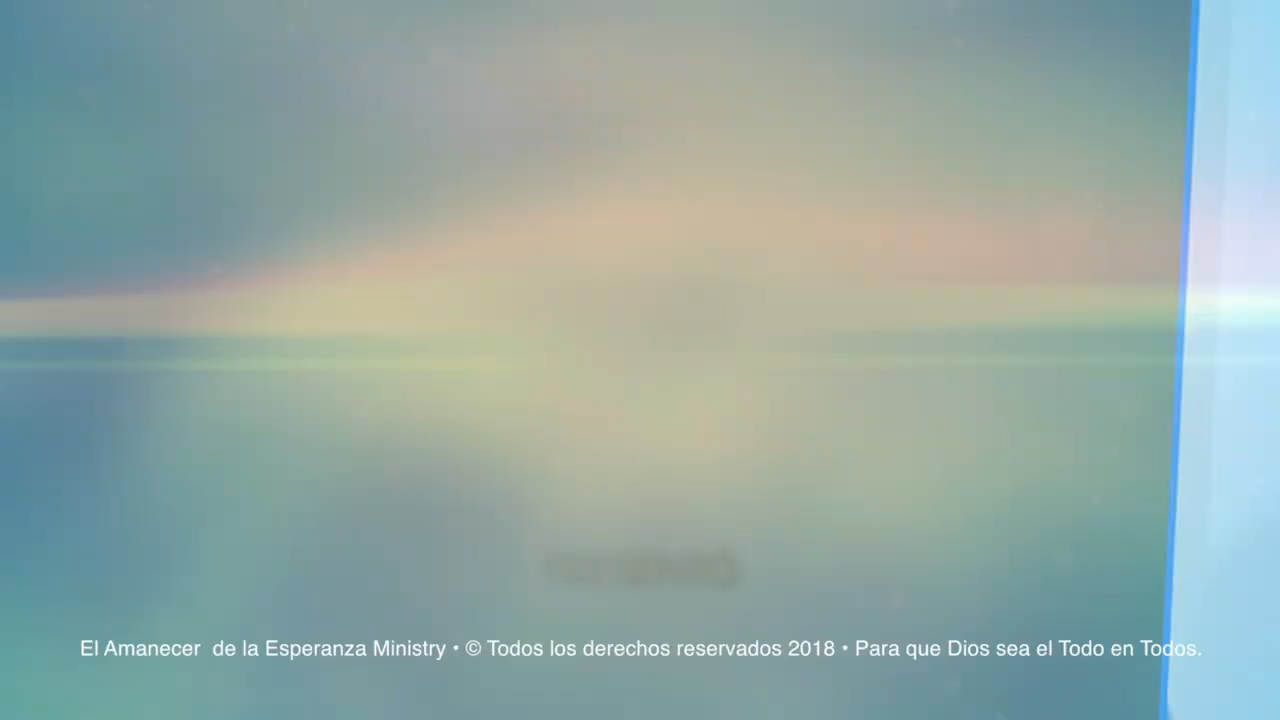 El Amanecer  de la Esperanza Ministry • © Todos los derechos reservados 2018 • Para que Dios sea el Todo en Todos.